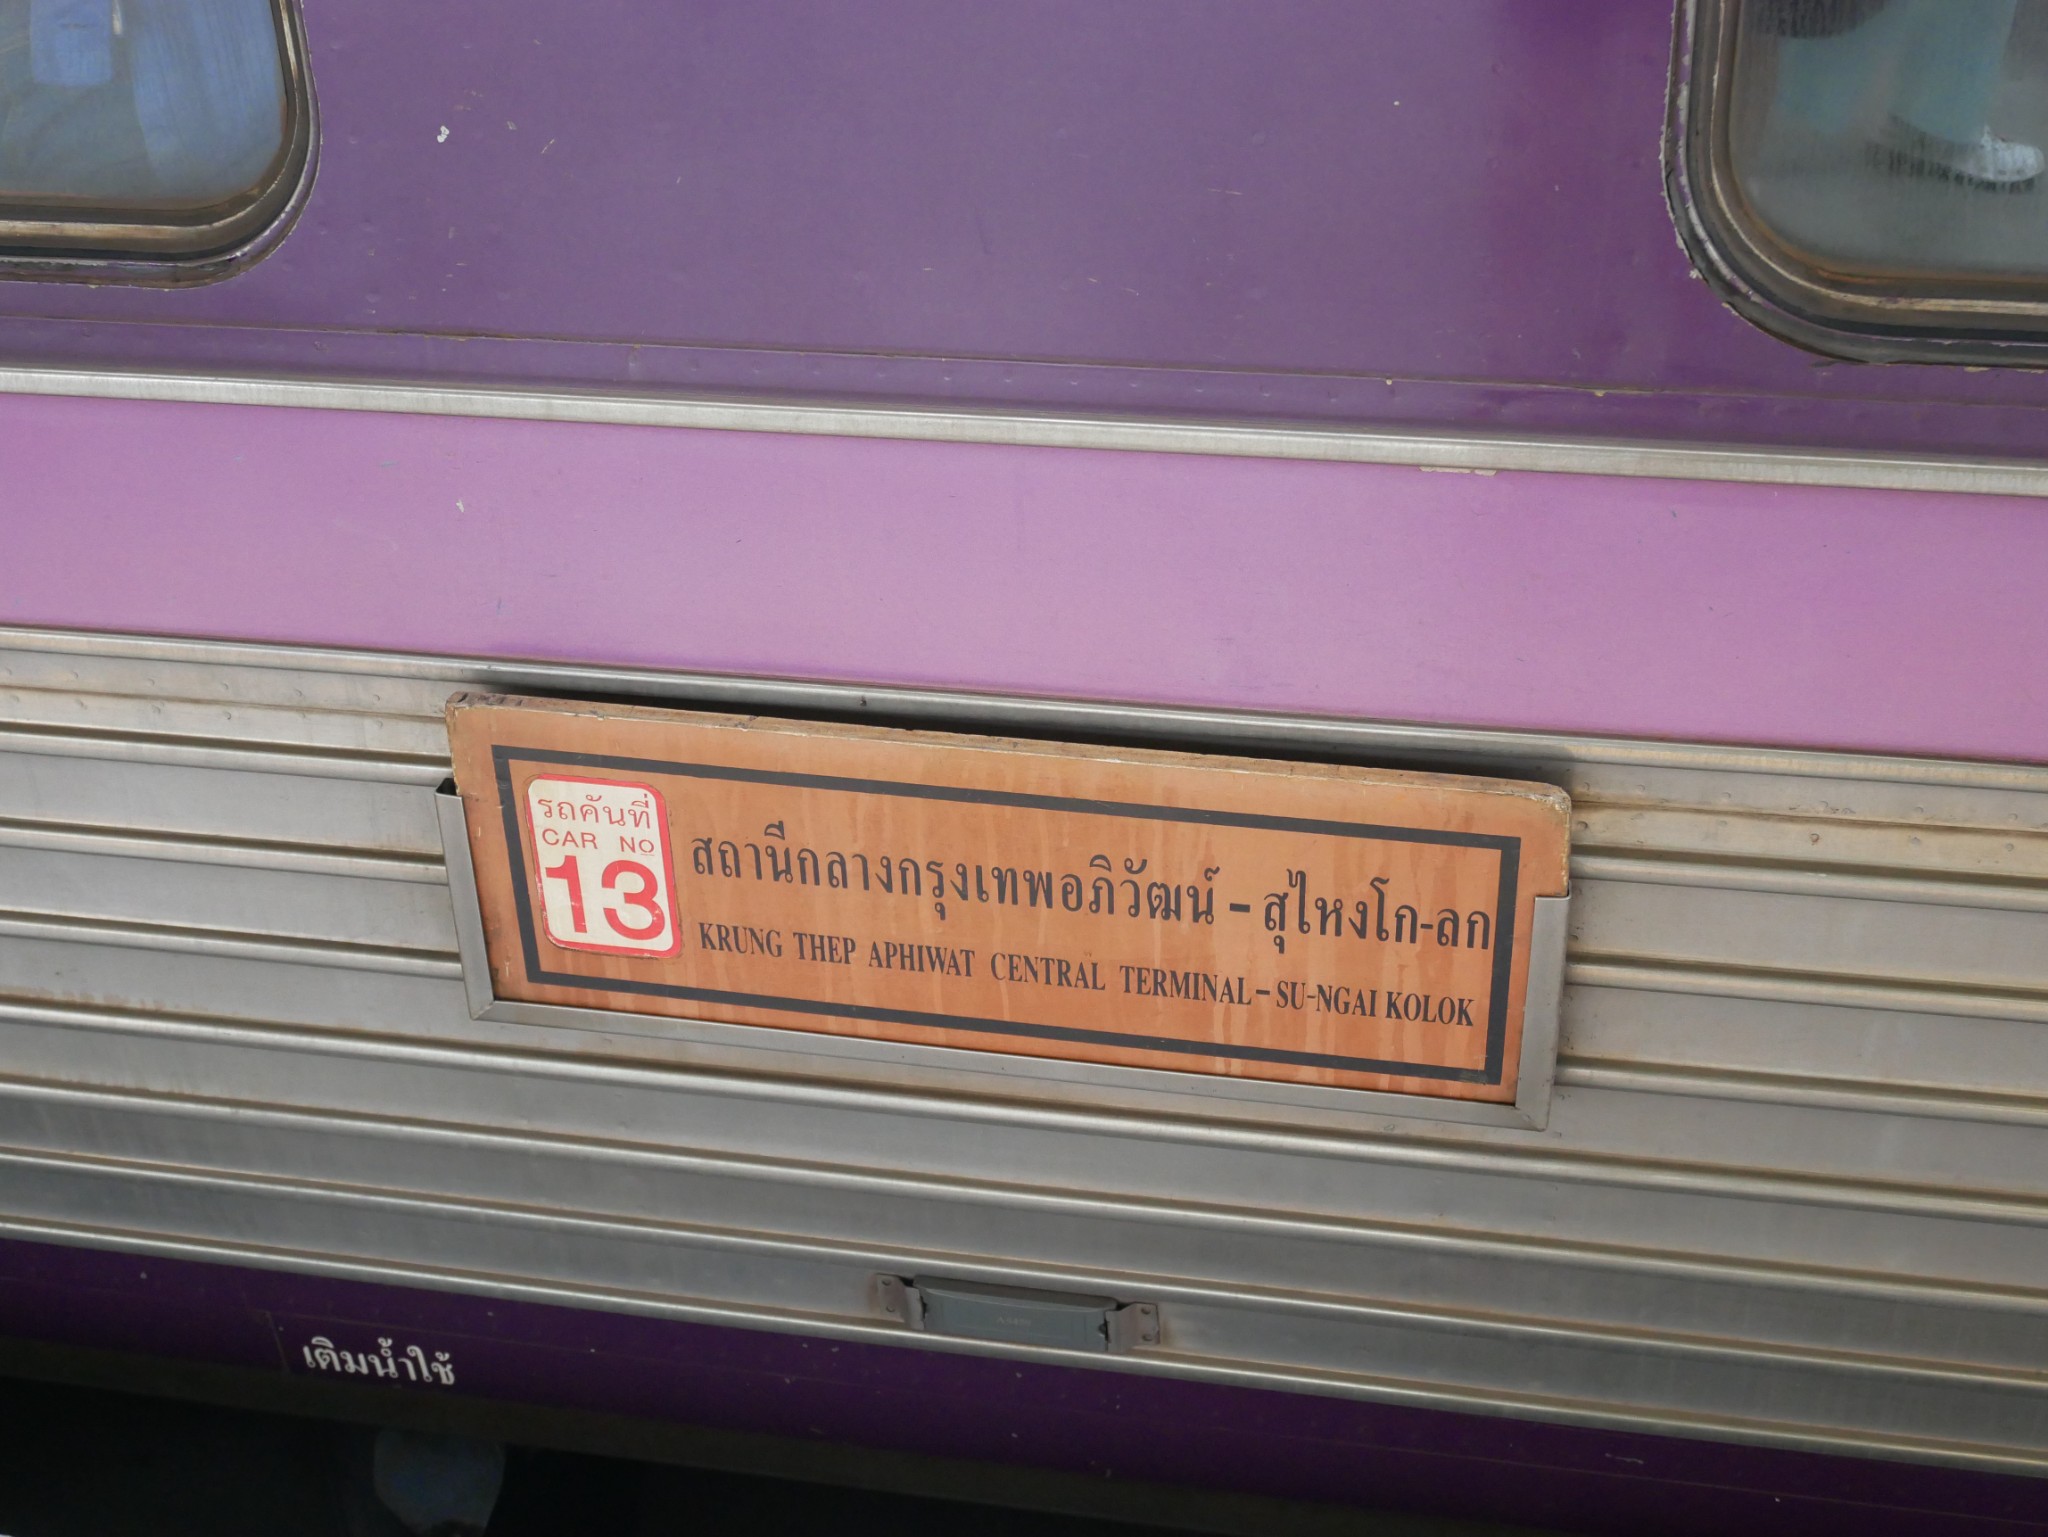 รถคันที่
CAR NO
13
สถานีกลางกรุงเทพอภิวัฒน์ - สุไหงโก-ลก
KRUNG THEP APHIWAT CENTRAL TERMINAL - SU-NGAI KOLOK
เติมน้ำใช้